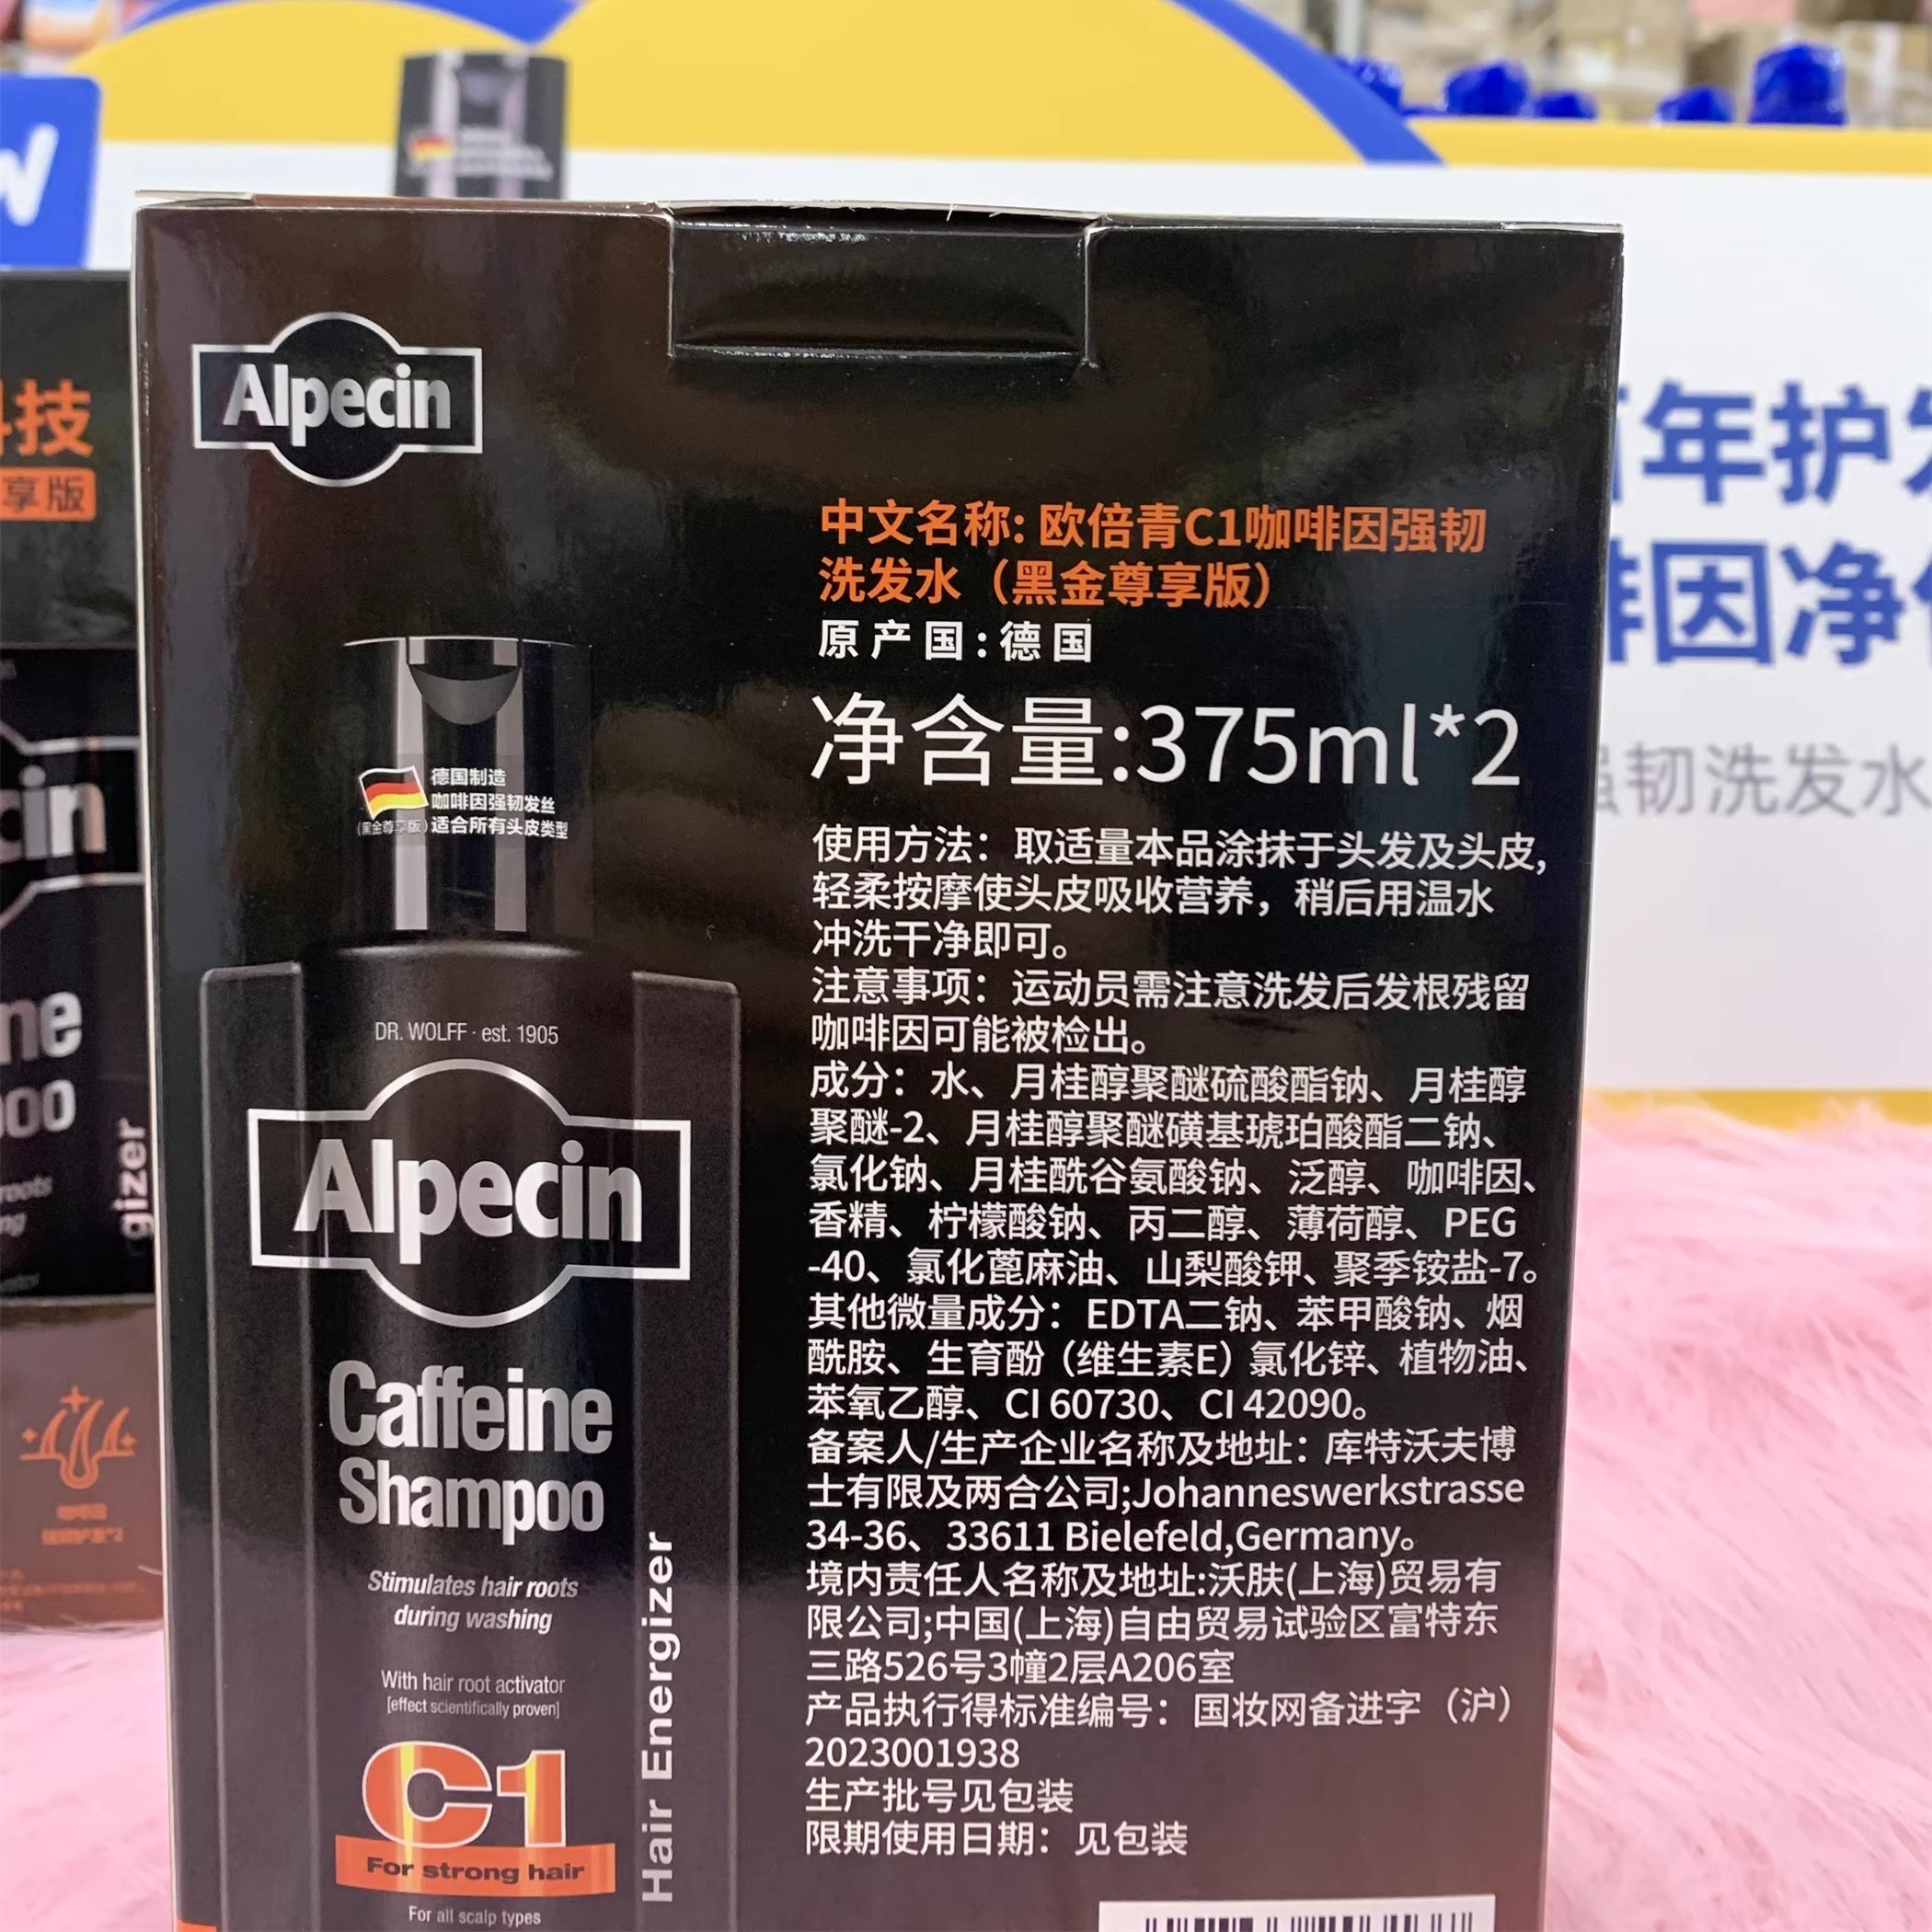 Alpecin
中文名称: 欧倍青C1咖啡因强韧
洗发水（黑金尊享版）
原产国:德国
净含量:375ml*2
使用方法：取适量本品涂抹于头发及头皮,
轻柔按摩使头皮吸收营养，稍后用温水
冲洗干净即可。
注意事项：运动员需注意洗发后发根残留
咖啡因可能被检出。
成分：水、月桂醇聚醚硫酸酯钠、月桂醇
聚醚-2、月桂醇聚醚磺基琥珀酸酯二钠、
氯化钠、月桂酰谷氨酸钠、泛醇、咖啡因、
香精、柠檬酸钠、丙二醇、薄荷醇、PEG
-40、氯化蓖麻油、山梨酸钾、聚季铵盐-7。
其他微量成分：EDTA二钠、苯甲酸钠、烟
酰胺、生育酚（维生素E）氯化锌、植物油、
苯氧乙醇、CI 60730、CI 42090。
备案人/生产企业名称及地址：库特沃夫博
士有限及两合公司;Johanneswerkstrasse
34-36、33611 Bielefeld,Germany。
境内责任人名称及地址:沃肤(上海)贸易有
限公司;中国(上海)自由贸易试验区富特东
三路526号3幢2层A206室
产品执行得标准编号：国妆网备进字（沪）
2023001938
生产批号见包装
限期使用日期：见包装
德国制造
咖啡因强韧发丝
(黑金尊享版) 适合所有头皮类型
DR. WOLFF · est. 1905
Alpecin
Caffeine
Shampoo
Stimulates hair roots
during washing
With hair root activator
[effect scientifically proven]
C1
For strong hair
For all scalp types
Hair Energizer
技
享版
cin
ne
oo
roots
ng
gizer
年护
啡因净
韧洗发水